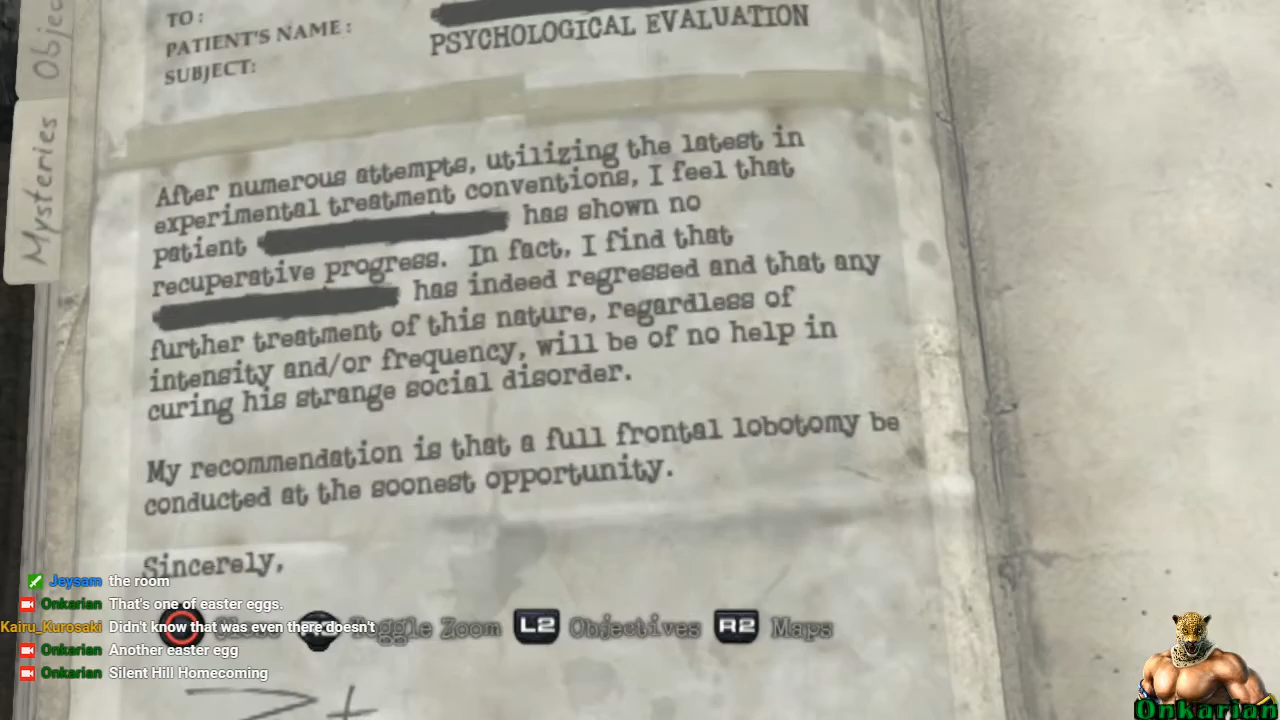 Objec
Mysteries
TO:
PATIENT'S NAME:
SUBJECT:
PSYCHOLOGICAL EVALUATION
After numerous attempts, utilizing the latest in
experimental treatment conventions, I feel that
patient has shown no
recuperative progress. In fact, I find that
has indeed regressed and that any
further treatment of this nature, regardless of
intensity and/or frequency, will be of no help in
curing his strange social disorder.
My recommendation is that a full frontal lobotomy be
conducted at the soonest opportunity.
Sincerely,
Jeysam the room
Onkarian That's one of easter eggs.
Kairu_Kurosaki Didn't know that was even there doesn't
Onkarian Another easter egg
Onkarian Silent Hill Homecoming
Zoom L2 Objectives R2 Maps
Onkarian